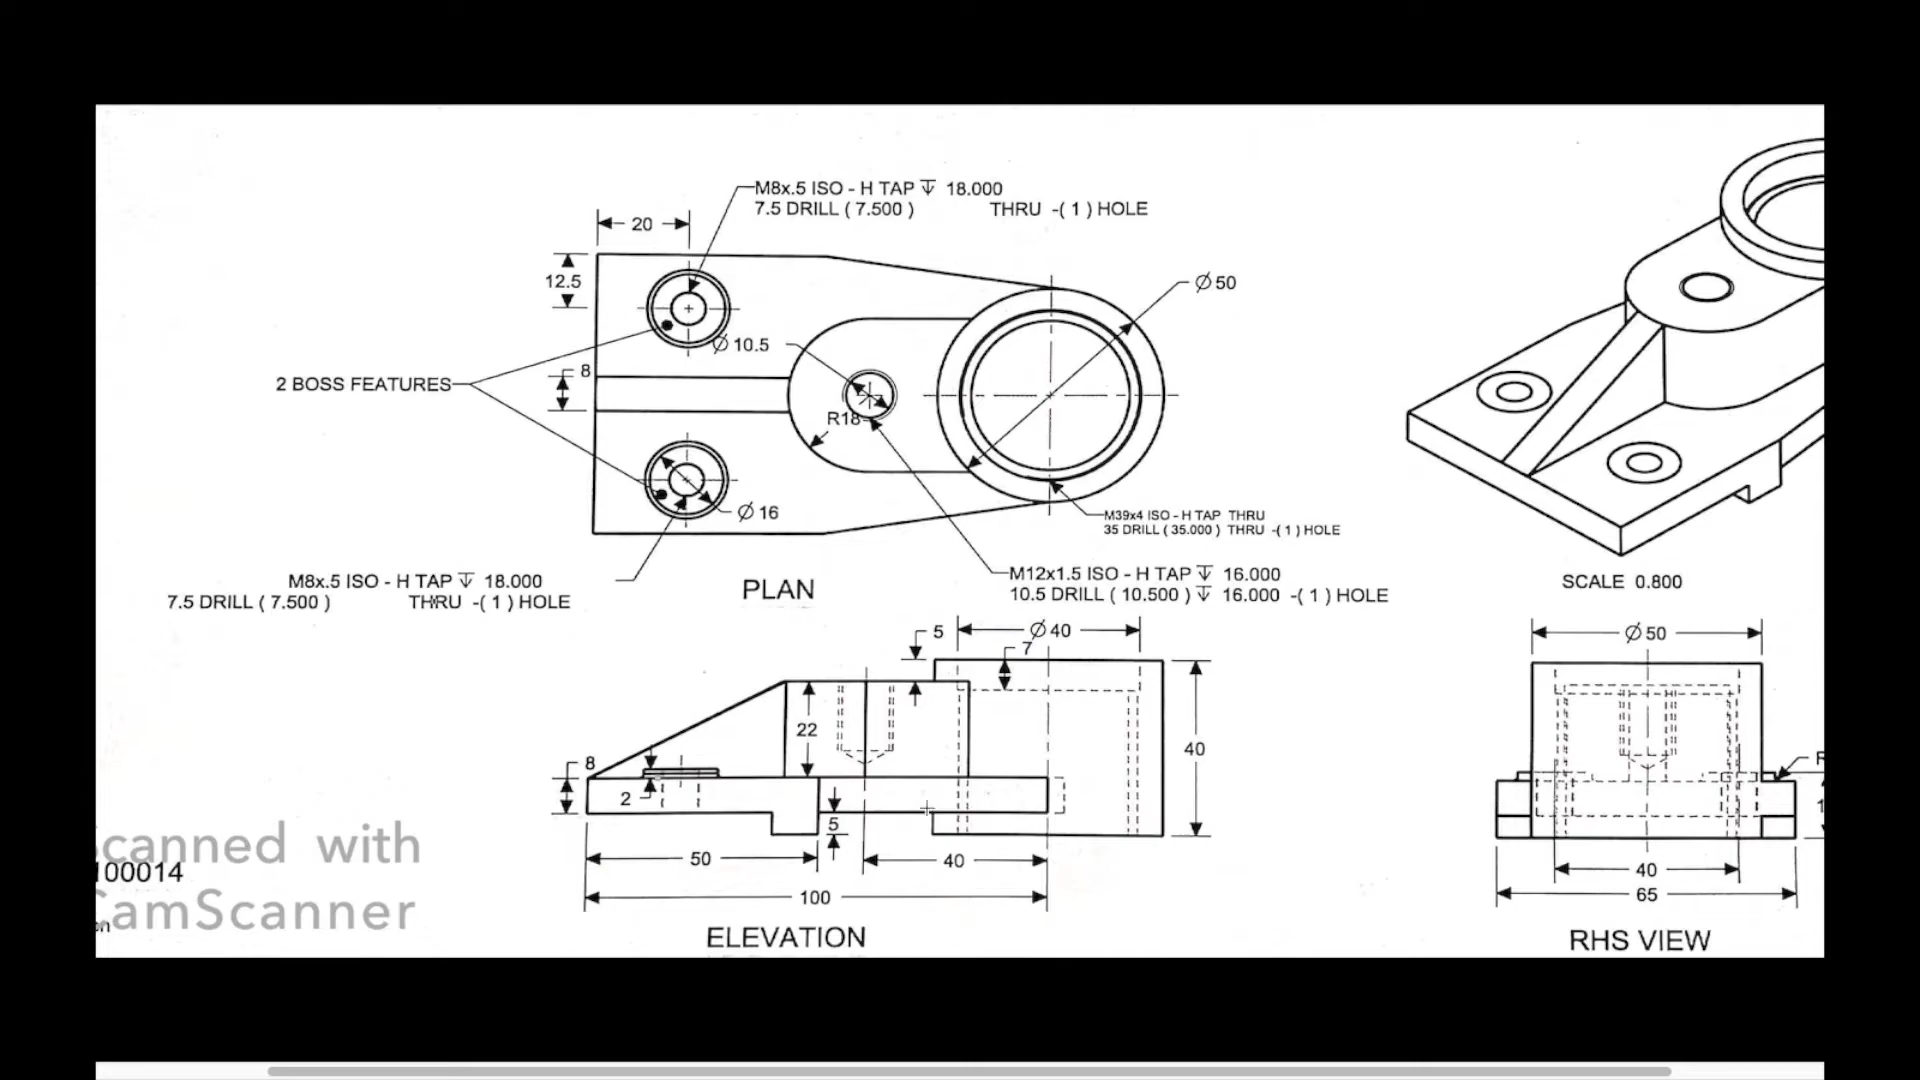 M8x.5 ISO - H TAP ↧ 18.000
7.5 DRILL ( 7.500 ) THRU -( 1 ) HOLE
20
12.5
Ø 50
Ø 10.5
8
2 BOSS FEATURES
R18
Ø 16
M39x4 ISO - H TAP THRU
35 DRILL ( 35.000 ) THRU -( 1 ) HOLE
M8x.5 ISO - H TAP ↧ 18.000
7.5 DRILL ( 7.500 ) THRU -( 1 ) HOLE
PLAN
M12x1.5 ISO - H TAP ↧ 16.000
10.5 DRILL ( 10.500 ) ↧ 16.000 -( 1 ) HOLE
SCALE 0.800
5
Ø 40
7
Ø 50
22
40
8
2
5
50
40
100
40
65
R
1
canned with
100014
CamScanner
ELEVATION
RHS VIEW